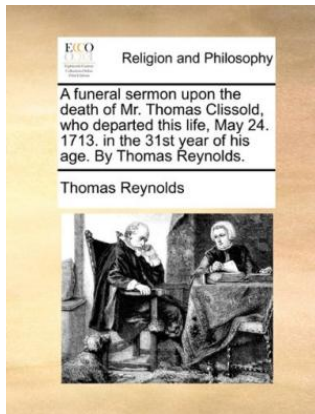 ECCO
Religion and Philosophy
A funeral sermon upon the
death of Mr. Thomas Clissold,
who departed this life, May 24.
1713. in the 31st year of his
age. By Thomas Reynolds.
Thomas Reynolds